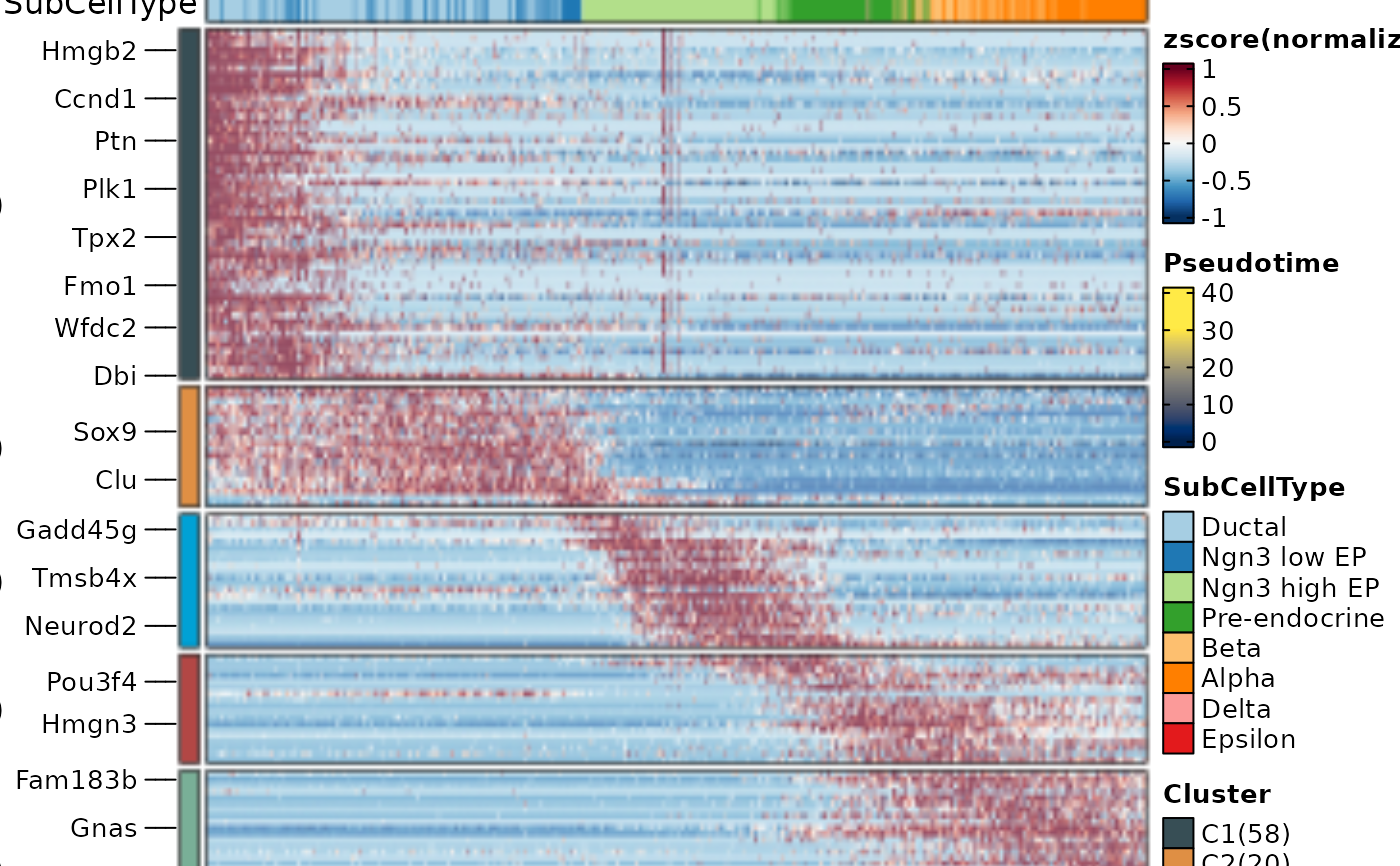 SubCellType
Hmgb2
Ccnd1
Ptn
Plk1
Tpx2
Fmo1
Wfdc2
Dbi
Sox9
Clu
Gadd45g
Tmsb4x
Neurod2
Pou3f4
Hmgn3
Fam183b
Gnas
zscore(normaliz
1
0.5
0
-0.5
-1
Pseudotime
40
30
20
10
0
SubCellType
Ductal
Ngn3 low EP
Ngn3 high EP
Pre-endocrine
Beta
Alpha
Delta
Epsilon
Cluster
C1(58)
C2(20)